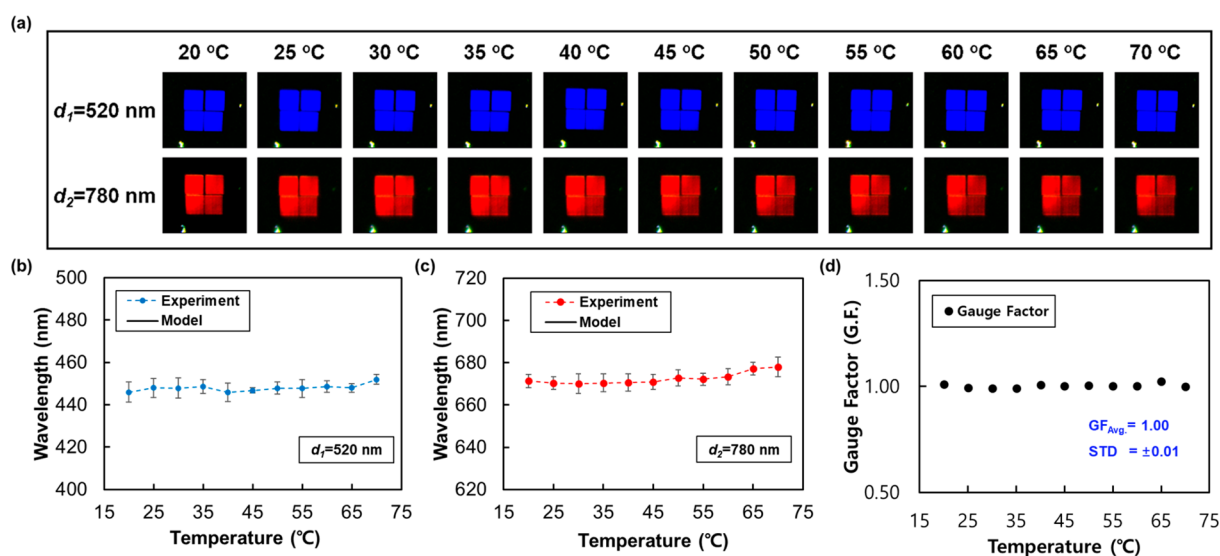 (a)
20 °C 25 °C 30 °C 35 °C 40 °C 45 °C 50 °C 55 °C 60 °C 65 °C 70 °C
d₁=520 nm
d₂=780 nm
(b)
500
480
460
440
420
400
Wavelength (nm)
Experiment
Model
d₁=520 nm
15 25 35 45 55 65 75
Temperature (℃)
(c)
720
700
680
660
640
620
Wavelength (nm)
Experiment
Model
d₂=780 nm
15 25 35 45 55 65 75
Temperature (℃)
(d)
1.50
1.00
0.50
Gauge Factor (G.F.)
Gauge Factor
GFAvg.= 1.00
STD = ±0.01
15 25 35 45 55 65 75
Temperature (℃)